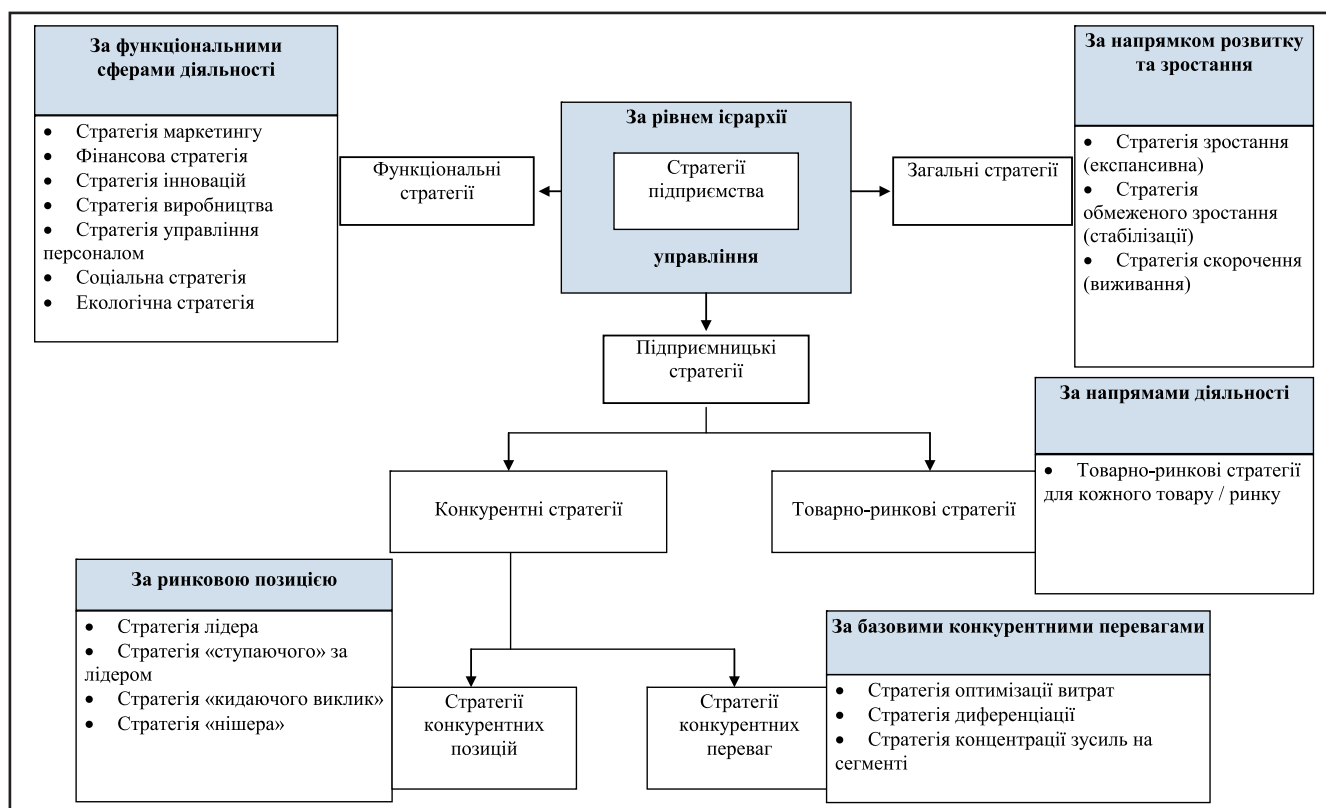 За функціональними
сферами діяльності
• Стратегія маркетингу
• Фінансова стратегія
• Стратегія інновацій
• Стратегія виробництва
• Стратегія управління
персоналом
• Соціальна стратегія
• Екологічна стратегія
Функціональні
стратегії
За рівнем ієрархії
Стратегії
підприємства
управління
Загальні стратегії
За напрямком розвитку
та зростання
• Стратегія зростання
(експансивна)
• Стратегія
обмеженого зростання
(стабілізації)
• Стратегія скорочення
(виживання)
Підприємницькі
стратегії
Конкурентні стратегії
Товарно-ринкові стратегії
За напрямами діяльності
• Товарно-ринкові стратегії
для кожного товару / ринку
За ринковою позицією
• Стратегія лідера
• Стратегія «ступаючого» за
лідером
• Стратегія «кидаючого виклик»
• Стратегія «нішера»
Стратегії
конкурентних
позицій
Стратегії
конкурентних
переваг
За базовими конкурентними перевагами
• Стратегія оптимізації витрат
• Стратегія диференціації
• Стратегія концентрації зусиль на
сегменті